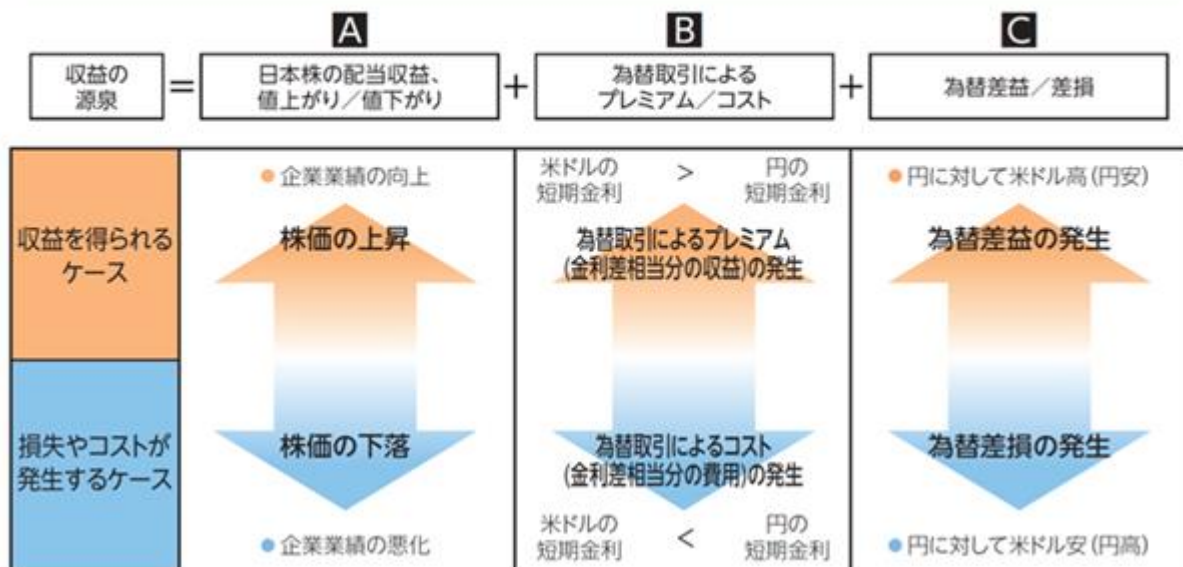 A
B
C
収益の
源泉
=
日本株の配当収益、
値上がり/値下がり
+
為替取引による
プレミアム/コスト
+
為替差益/差損
収益を得られる
ケース
●企業業績の向上
株価の上昇
米ドルの
短期金利
>
円の
短期金利
為替取引によるプレミアム
(金利差相当分の収益)の発生
●円に対して米ドル高(円安)
為替差益の発生
損失やコストが
発生するケース
株価の下落
●企業業績の悪化
為替取引によるコスト
(金利差相当分の費用)の発生
米ドルの
短期金利
<
円の
短期金利
為替差損の発生
●円に対して米ドル安(円高)